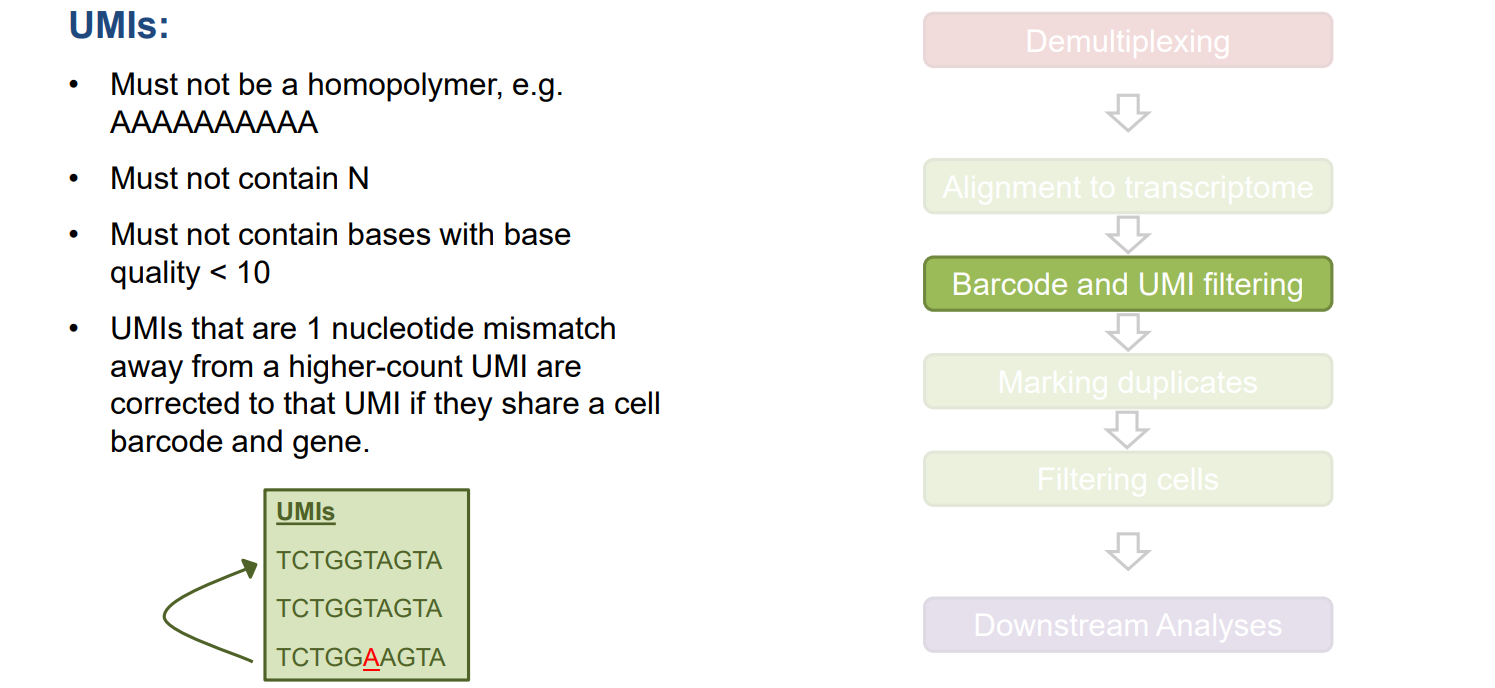 UMIs:
• Must not be a homopolymer, e.g.
AAAAAAAAAA
• Must not contain N
• Must not contain bases with base
quality < 10
• UMIs that are 1 nucleotide mismatch
away from a higher-count UMI are
corrected to that UMI if they share a cell
barcode and gene.
UMIs
TCTGGTAGTA
TCTGGTAGTA
TCTGGAAGTA
Demultiplexing
Alignment to transcriptome
Barcode and UMI filtering
Marking duplicates
Filtering cells
Downstream Analyses